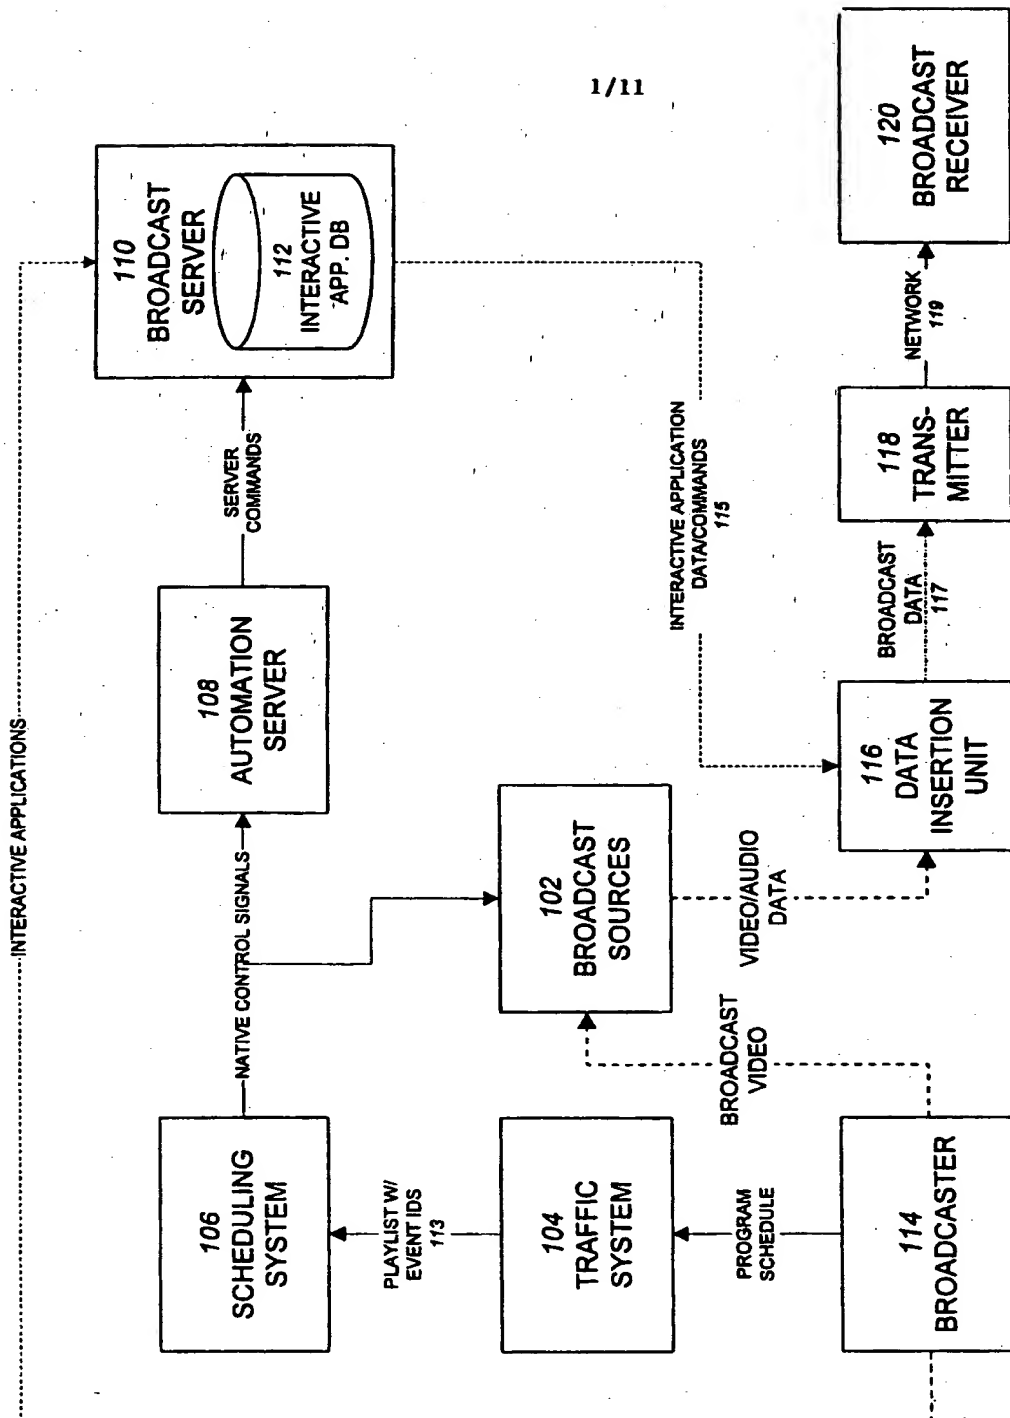 1/11
INTERACTIVE APPLICATIONS
106
SCHEDULING
SYSTEM
NATIVE CONTROL SIGNALS
108
AUTOMATION
SERVER
SERVER
COMMANDS
110
BROADCAST
SERVER
112
INTERACTIVE
APP. DB
PLAYLIST W/
EVENT IDS
113
104
TRAFFIC
SYSTEM
102
BROADCAST
SOURCES
INTERACTIVE APPLICATION
DATA/COMMANDS
115
PROGRAM
SCHEDULE
BROADCAST
VIDEO
VIDEO/AUDIO
DATA
114
BROADCASTER
116
DATA
INSERTION
UNIT
BROADCAST
DATA
117
118
TRANS-
MITTER
NETWORK
119
120
BROADCAST
RECEIVER